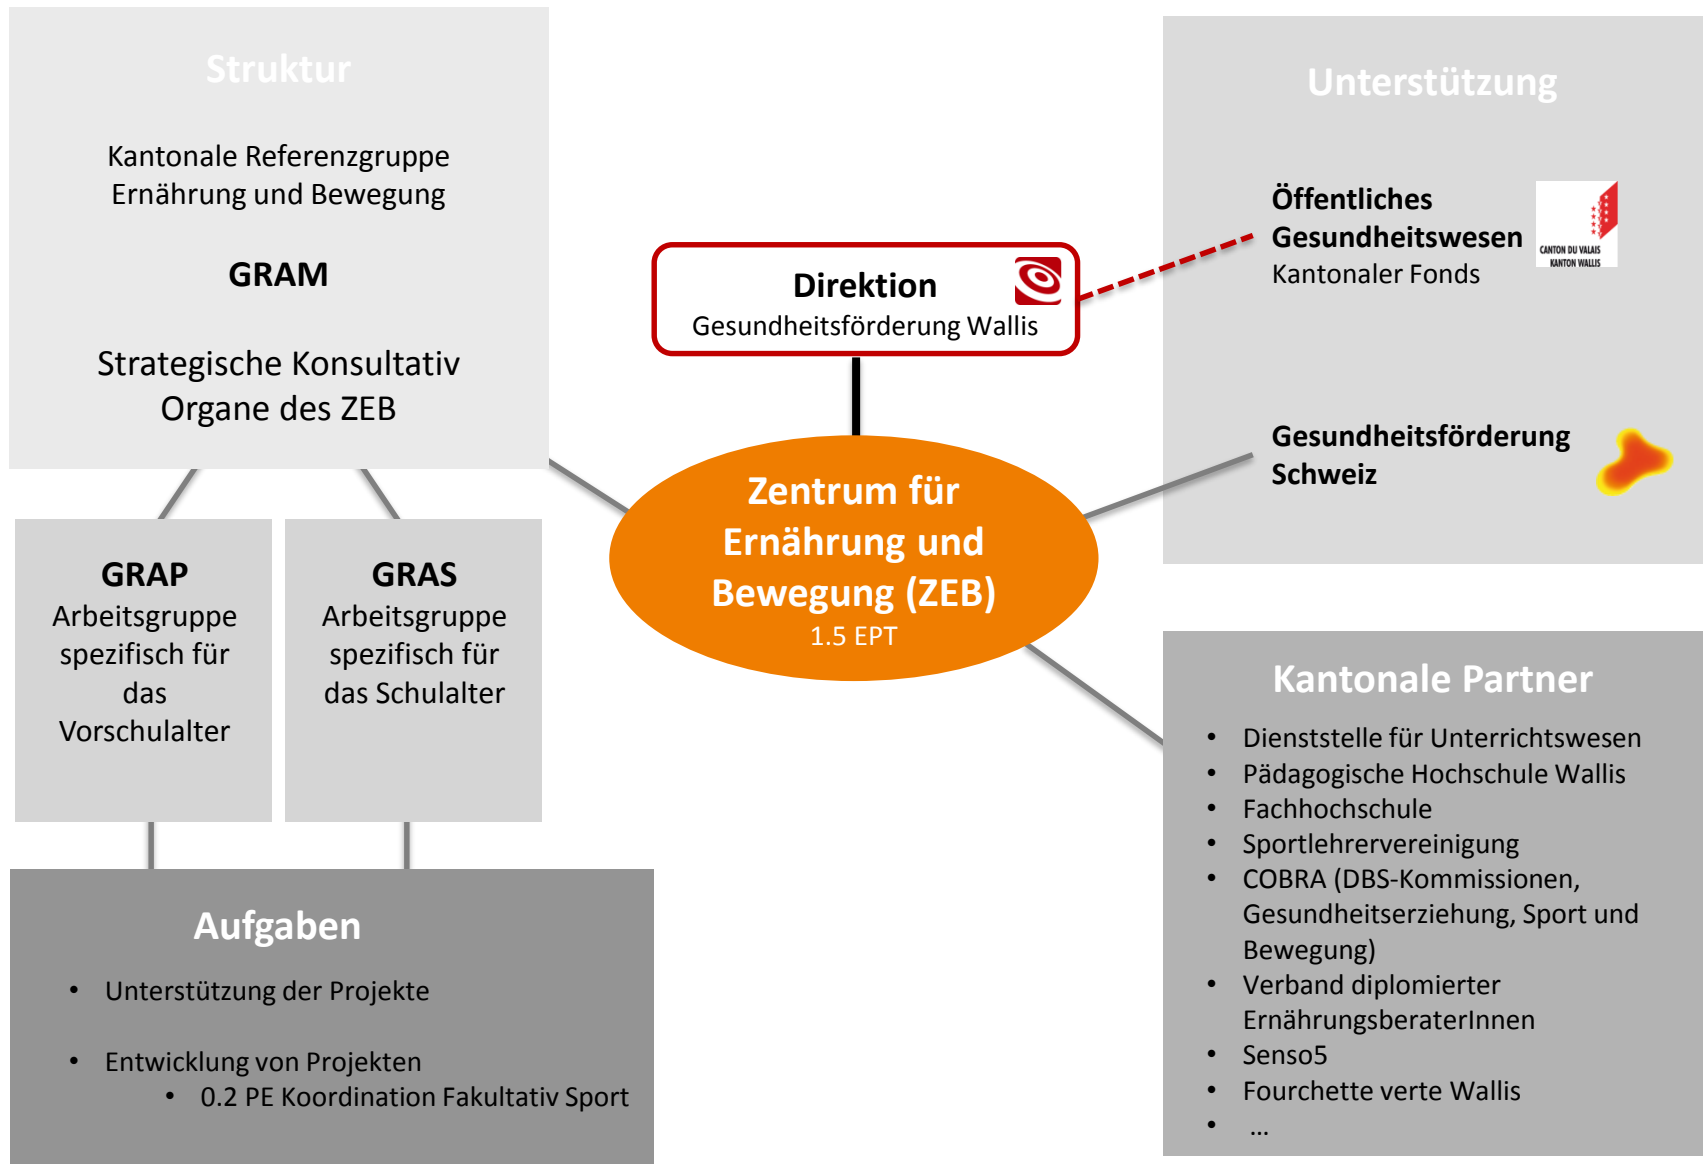 Struktur
Kantonale Referenzgruppe
Ernährung und Bewegung
GRAM
Strategische Konsultativ
Organe des ZEB
GRAP
Arbeitsgruppe
spezifisch für
das
Vorschulalter
GRAS
Arbeitsgruppe
spezifisch für
das Schulalter
Aufgaben
• Unterstützung der Projekte
• Entwicklung von Projekten
• 0.2 PE Koordination Fakultativ Sport
Direktion
Gesundheitsförderung Wallis
Zentrum für
Ernährung und
Bewegung (ZEB)
1.5 EPT
Unterstützung
Öffentliches
Gesundheitswesen
Kantonaler Fonds
CANTON DU VALAIS
KANTON WALLIS
Gesundheitsförderung
Schweiz
Kantonale Partner
• Dienststelle für Unterrichtswesen
• Pädagogische Hochschule Wallis
• Fachhochschule
• Sportlehrervereinigung
• COBRA (DBS-Kommissionen,
Gesundheitserziehung, Sport und
Bewegung)
• Verband diplomierter
ErnährungsberaterInnen
• Senso5
• Fourchette verte Wallis
• …